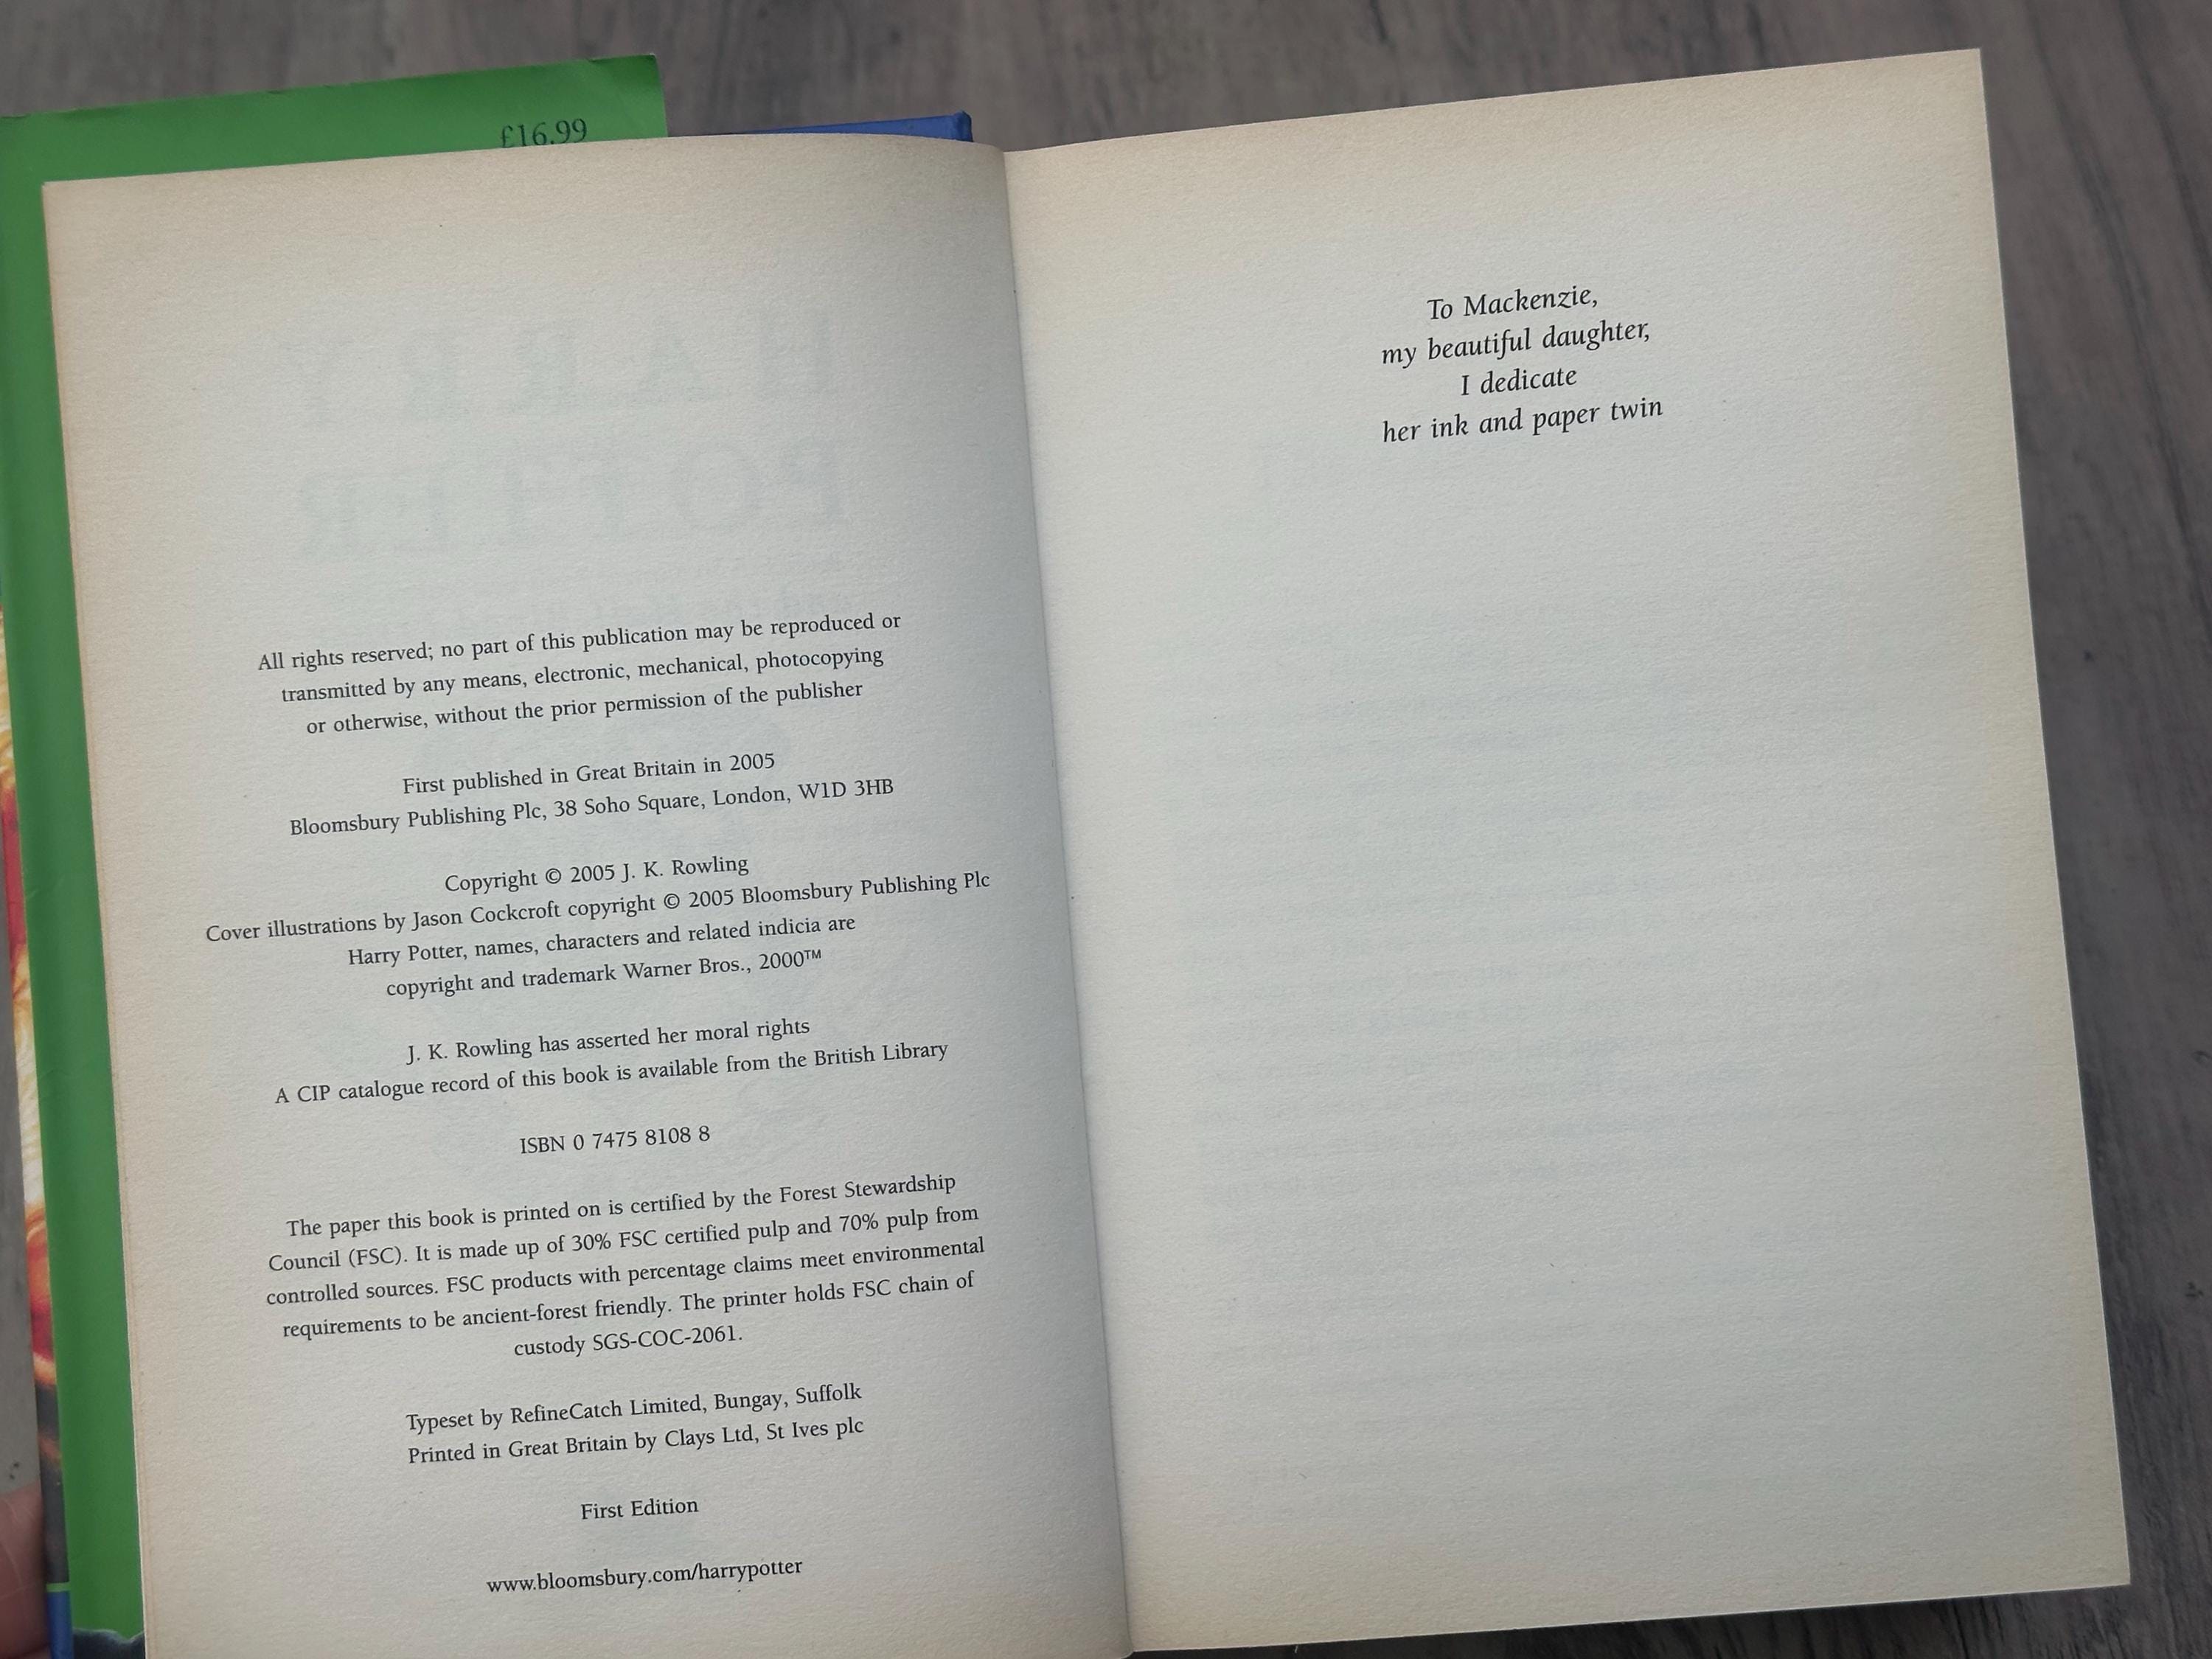 £16.99
All rights reserved; no part of this publication may be reproduced or
transmitted by any means, electronic, mechanical, photocopying
or otherwise, without the prior permission of the publisher
First published in Great Britain in 2005
Bloomsbury Publishing Plc, 38 Soho Square, London, W1D 3HB
Copyright © 2005 J. K. Rowling
Cover illustrations by Jason Cockcroft copyright © 2005 Bloomsbury Publishing Plc
Harry Potter, names, characters and related indicia are
copyright and trademark Warner Bros., 2000™
J. K. Rowling has asserted her moral rights
A CIP catalogue record of this book is available from the British Library
ISBN 0 7475 8108 8
The paper this book is printed on is certified by the Forest Stewardship
Council (FSC). It is made up of 30% FSC certified pulp and 70% pulp from
controlled sources. FSC products with percentage claims meet environmental
requirements to be ancient-forest friendly. The printer holds FSC chain of
custody SGS-COC-2061.
Typeset by RefineCatch Limited, Bungay, Suffolk
Printed in Great Britain by Clays Ltd, St Ives plc
First Edition
www.bloomsbury.com/harrypotter
To Mackenzie,
my beautiful daughter,
I dedicate
her ink and paper twin